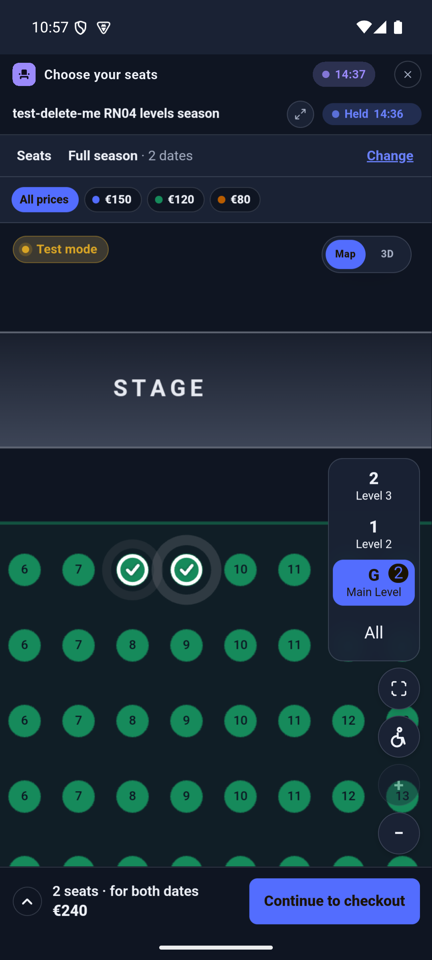 10:57
Choose your seats
14:37
test-delete-me RN04 levels season
Held 14:36
Seats Full season · 2 dates Change
All prices €150 €120 €80
Test mode
Map 3D
STAGE
2
Level 3
1
Level 2
G 2
Main Level
All
6 7 10 11
6 7 8 9 10 11
6 7 8 9 10 11 12
6 7 8 9 10 11 12 13
+
−
2 seats · for both dates
€240
Continue to checkout